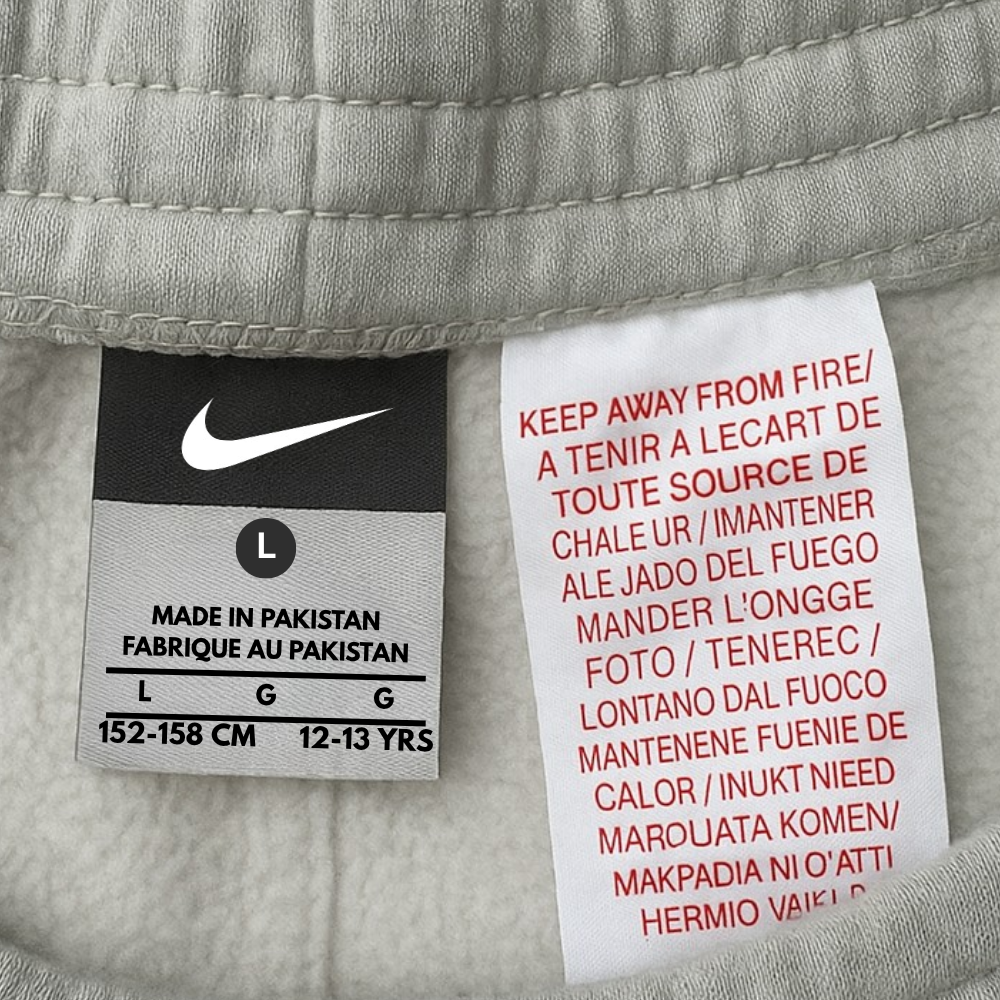 L
MADE IN PAKISTAN
FABRIQUE AU PAKISTAN
L G G
152-158 CM 12-13 YRS
KEEP AWAY FROM FIRE/
A TENIR A LECART DE
TOUTE SOURCE DE
CHALE UR / IMANTENER
ALE JADO DEL FUEGO
MANDER L'ONGGE
FOTO / TENEREC /
LONTANO DAL FUOCO
MANTENENE FUENIE DE
CALOR / INUKT NIEED
MAROUATA KOMEN/
MAKPADIA NI O'ATTI
HERMIO